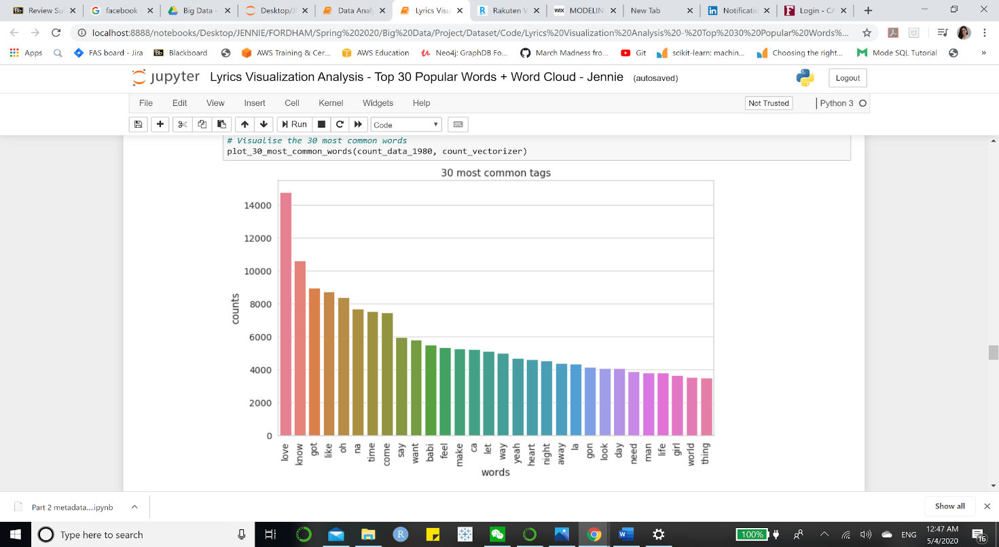 Review Su
facebook -
Big Data -
Desktop/J
Data Analy
Lyrics Visu
Rakuten V
WIX MODELIN
New Tab
Notificatio
Login - CA
localhost:8888/notebooks/Desktop/JENNIE/FORDHAM/Spring%202020/Big%20Data/Project/Dataset/Code/Lyrics%20Visualization%20Analysis%20-%20Top%2030%20Popular%20Words%...
Apps
FAS board - Jira
Bb Blackboard
AWS Training & Cer...
AWS Education
Neo4j: GraphDB Fo...
March Madness fro...
Git
scikit-learn: machin...
Choosing the right...
Mode SQL Tutorial
»
jupyter Lyrics Visualization Analysis - Top 30 Popular Words + Word Cloud - Jennie (autosaved)
Logout
File Edit View Insert Cell Kernel Widgets Help
Not Trusted
Python 3
Run
Code
# Visualise the 30 most common words
plot_30_most_common_words(count_data_1980, count_vectorizer)
30 most common tags
14000
12000
10000
8000
6000
4000
2000
0
counts
love
know
got
like
oh
na
time
come
say
want
babi
feel
make
ca
let
way
yeah
heart
night
away
la
gon
look
day
need
man
life
girl
world
thing
words
Part 2 metadata....ipynb
Show all
Type here to search
100%
ENG
12:47 AM
5/4/2020
16